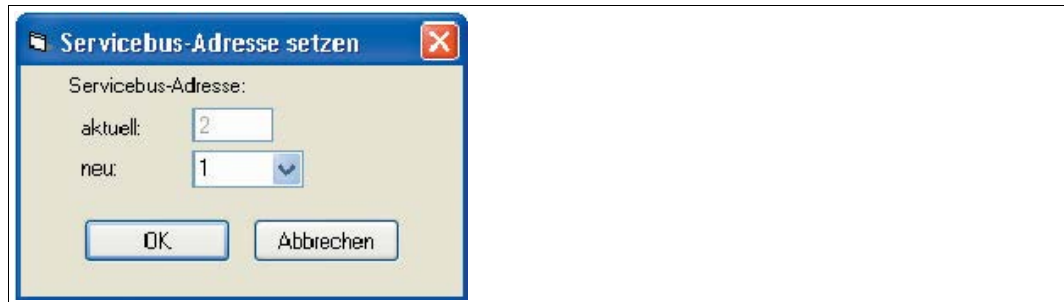 Servicebus-Adresse setzen
Servicebus-Adresse:
aktuell: 2
neu: 1
OK Abbrechen